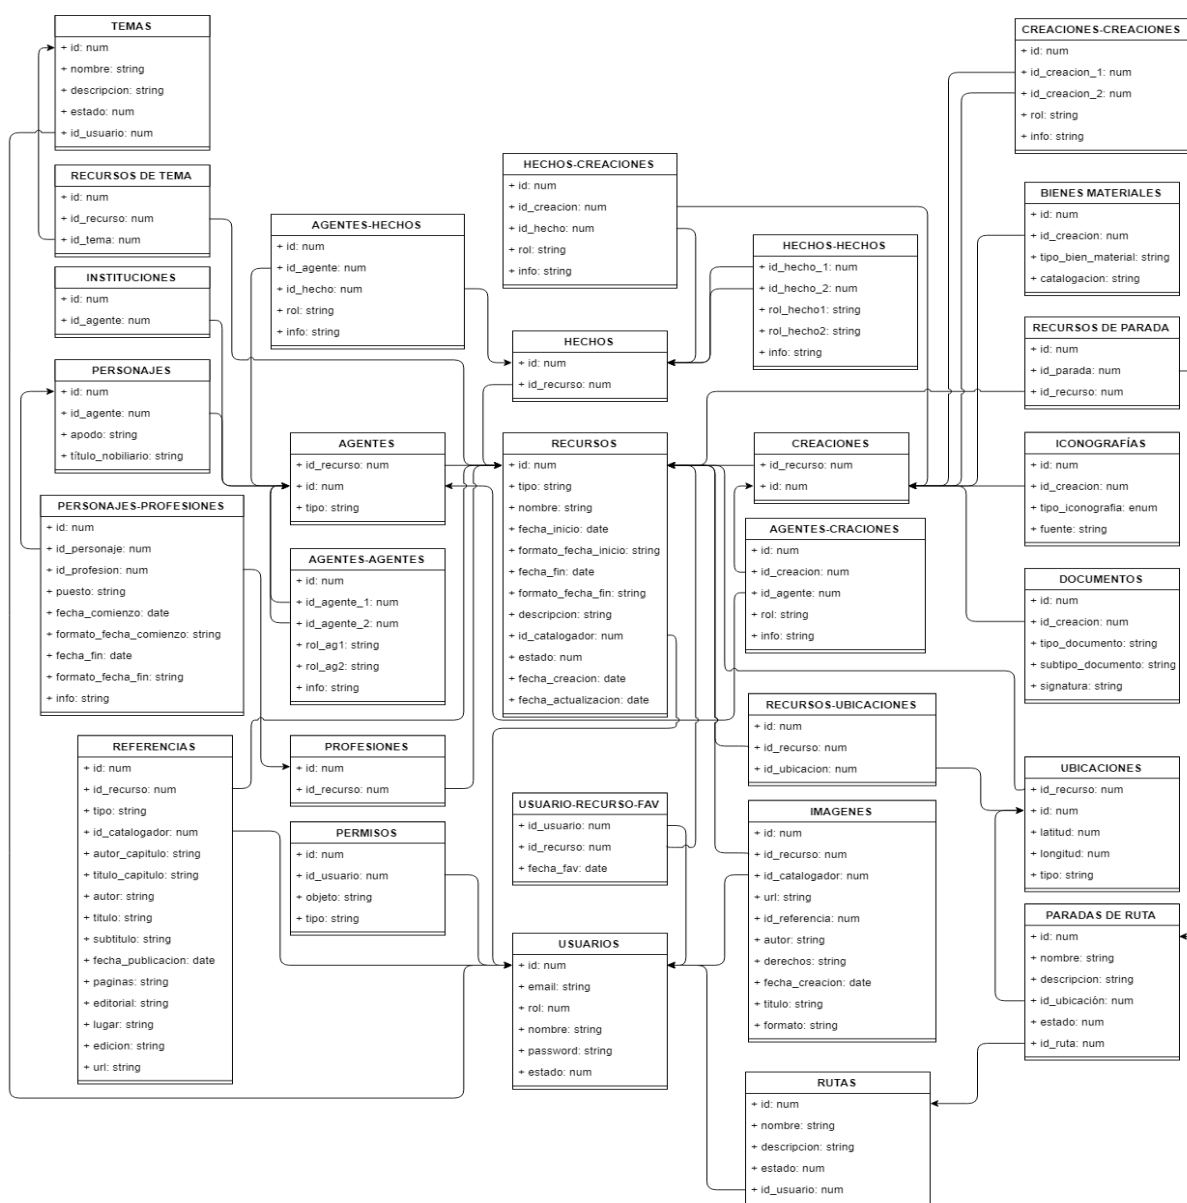 TEMAS
+ id: num
+ nombre: string
+ descripcion: string
+ estado: num
+ id_usuario: num
RECURSOS DE TEMA
+ id: num
+ id_recurso: num
+ id_tema: num
INSTITUCIONES
+ id: num
+ id_agente: num
PERSONAJES
+ id: num
+ id_agente: num
+ apodo: string
+ título_nobiliario: string
PERSONAJES-PROFESIONES
+ id: num
+ id_personaje: num
+ id_profesion: num
+ puesto: string
+ fecha_comienzo: date
+ formato_fecha_comienzo: string
+ fecha_fin: date
+ formato_fecha_fin: string
+ info: string
REFERENCIAS
+ id: num
+ id_recurso: num
+ tipo: string
+ id_catalogador: num
+ autor_capitulo: string
+ titulo_capitulo: string
+ autor: string
+ titulo: string
+ subtitulo: string
+ fecha_publicacion: date
+ paginas: string
+ editorial: string
+ lugar: string
+ edicion: string
+ url: string
AGENTES-HECHOS
+ id: num
+ id_agente: num
+ id_hecho: num
+ rol: string
+ info: string
AGENTES
+ id_recurso: num
+ id: num
+ tipo: string
AGENTES-AGENTES
+ id: num
+ id_agente_1: num
+ id_agente_2: num
+ rol_ag1: string
+ rol_ag2: string
+ info: string
PROFESIONES
+ id: num
+ id_recurso: num
PERMISOS
+ id: num
+ id_usuario: num
+ objeto: string
+ tipo: string
HECHOS-CREACIONES
+ id: num
+ id_creacion: num
+ id_hecho: num
+ rol: string
+ info: string
HECHOS
+ id: num
+ id_recurso: num
RECURSOS
+ id: num
+ tipo: string
+ nombre: string
+ fecha_inicio: date
+ formato_fecha_inicio: string
+ fecha_fin: date
+ formato_fecha_fin: string
+ descripcion: string
+ id_catalogador: num
+ estado: num
+ fecha_creacion: date
+ fecha_actualizacion: date
USUARIO-RECURSO-FAV
+ id_usuario: num
+ id_recurso: num
+ fecha_fav: date
USUARIOS
+ id: num
+ email: string
+ rol: num
+ nombre: string
+ password: string
+ estado: num
HECHOS-HECHOS
+ id_hecho_1: num
+ id_hecho_2: num
+ rol_hecho1: string
+ rol_hecho2: string
+ info: string
CREACIONES
+ id_recurso: num
+ id: num
AGENTES-CRACIONES
+ id: num
+ id_creacion: num
+ id_agente: num
+ rol: string
+ info: string
RECURSOS-UBICACIONES
+ id: num
+ id_recurso: num
+ id_ubicacion: num
IMAGENES
+ id: num
+ id_recurso: num
+ id_catalogador: num
+ url: string
+ id_referencia: num
+ autor: string
+ derechos: string
+ fecha_creacion: date
+ titulo: string
+ formato: string
RUTAS
+ id: num
+ nombre: string
+ descripcion: string
+ estado: num
+ id_usuario: num
CREACIONES-CREACIONES
+ id: num
+ id_creacion_1: num
+ id_creacion_2: num
+ rol: string
+ info: string
BIENES MATERIALES
+ id: num
+ id_creacion: num
+ tipo_bien_material: string
+ catalogacion: string
RECURSOS DE PARADA
+ id: num
+ id_parada: num
+ id_recurso: num
ICONOGRAFÍAS
+ id: num
+ id_creacion: num
+ tipo_iconografia: enum
+ fuente: string
DOCUMENTOS
+ id: num
+ id_creacion: num
+ tipo_documento: string
+ subtipo_documento: string
+ signatura: string
UBICACIONES
+ id_recurso: num
+ id: num
+ latitud: num
+ longitud: num
+ tipo: string
PARADAS DE RUTA
+ id: num
+ nombre: string
+ descripcion: string
+ id_ubicación: num
+ estado: num
+ id_ruta: num